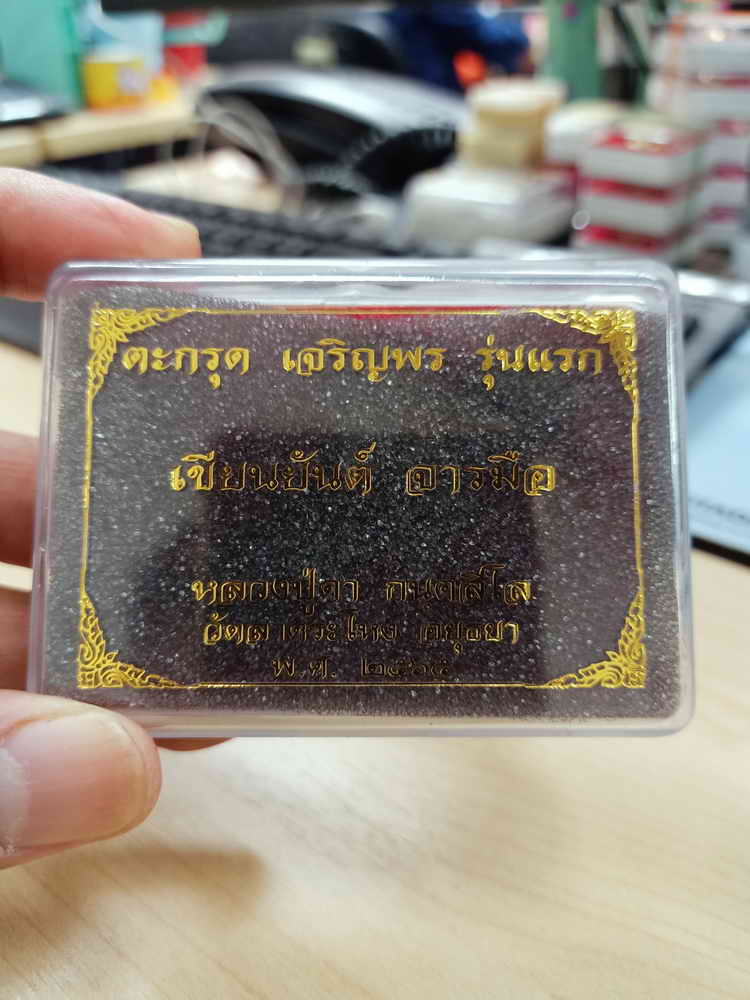 ตะกรุด เจริญพร รุ่นแรก
เขียนยันต์ จารมือ
หลวงปู่ดา กนฺตสีโล
วัดลาดระโหง อยุธยา
พ.ศ. ๒๕๖๕